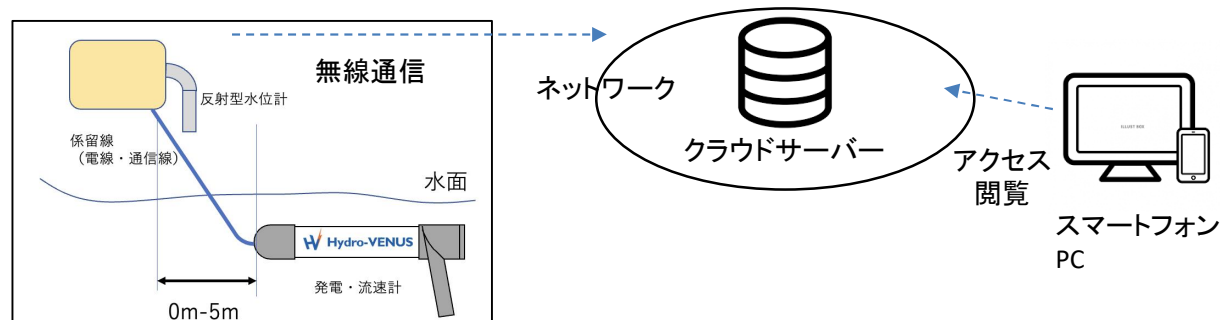 無線通信
反射型水位計
係留線
(電線・通信線)
水面
Hydro-VENUS
発電・流速計
0m-5m
ネットワーク
クラウドサーバー
アクセス
閲覧
ILLUST BOX
スマートフォン
PC